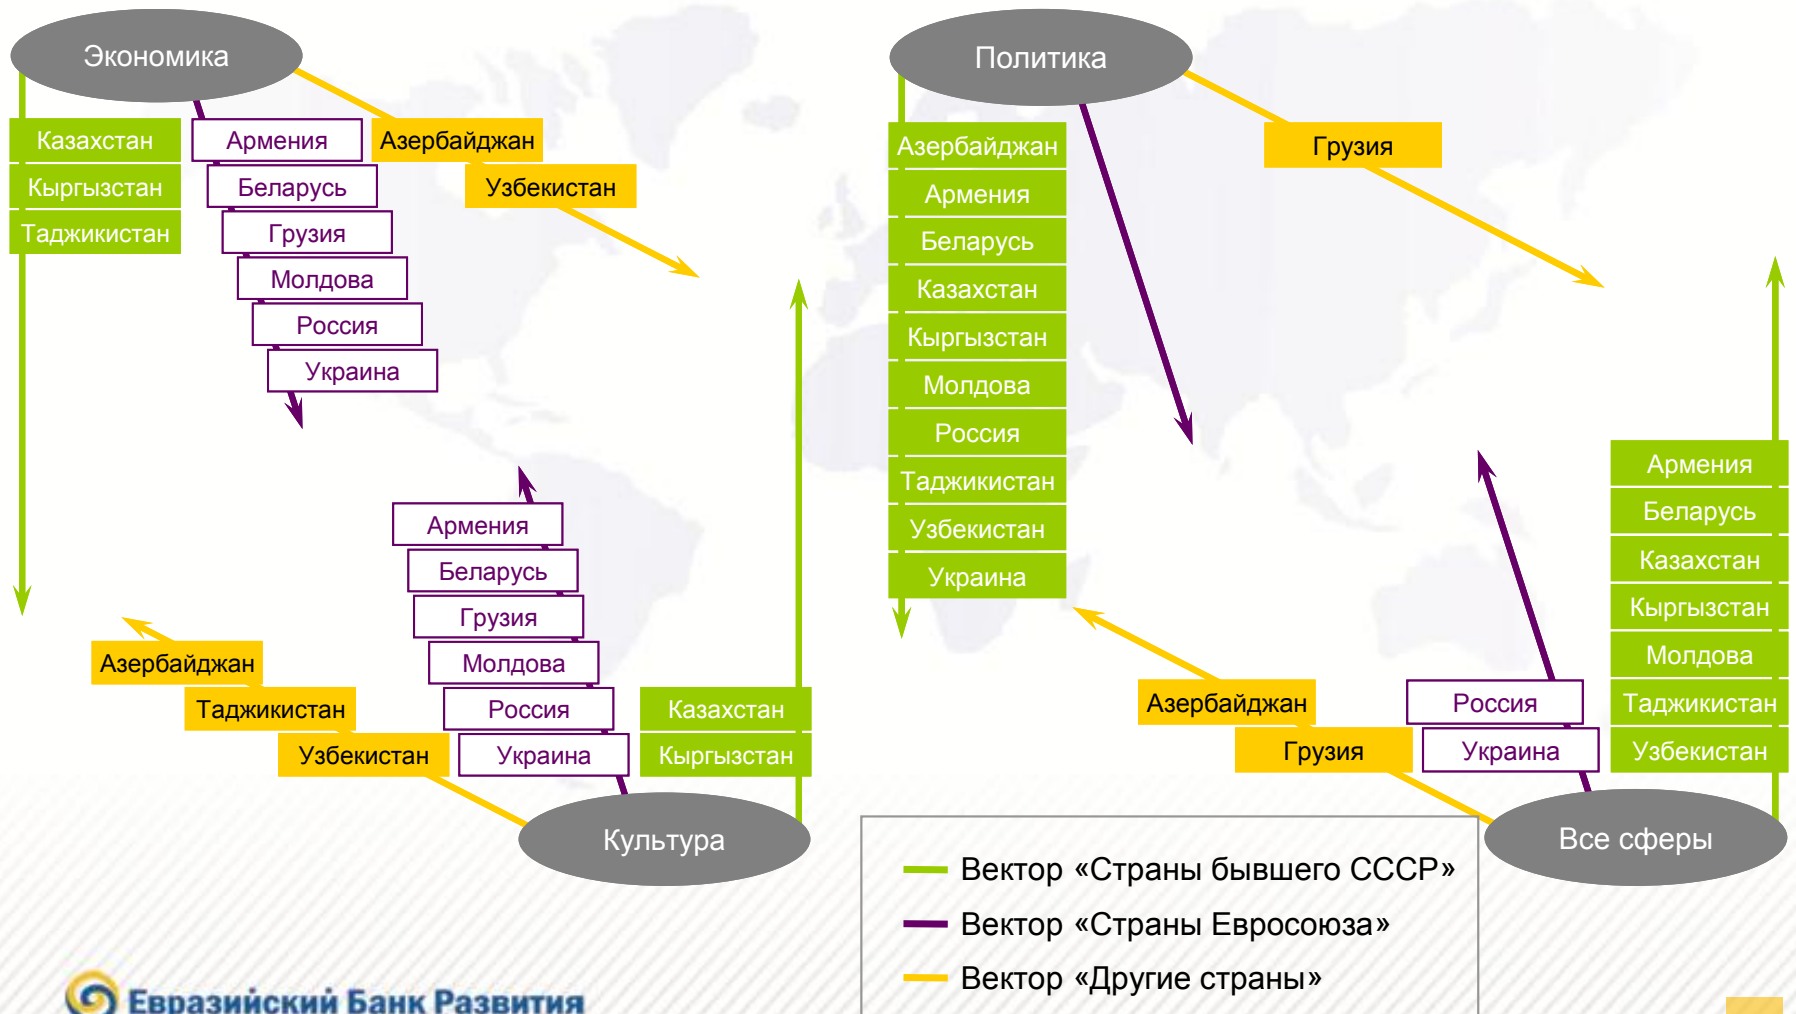 Экономика
Казахстан
Кыргызстан
Таджикистан
Армения
Беларусь
Грузия
Молдова
Россия
Украина
Азербайджан
Узбекистан
Политика
Азербайджан
Армения
Беларусь
Казахстан
Кыргызстан
Молдова
Россия
Таджикистан
Узбекистан
Украина
Грузия
Азербайджан
Таджикистан
Узбекистан
Армения
Беларусь
Грузия
Молдова
Россия
Украина
Казахстан
Кыргызстан
Культура
Азербайджан
Грузия
Россия
Украина
Армения
Беларусь
Казахстан
Кыргызстан
Молдова
Таджикистан
Узбекистан
Все сферы
Вектор «Страны бывшего СССР»
Вектор «Страны Евросоюза»
Вектор «Другие страны»
Евразийский Банк Развития